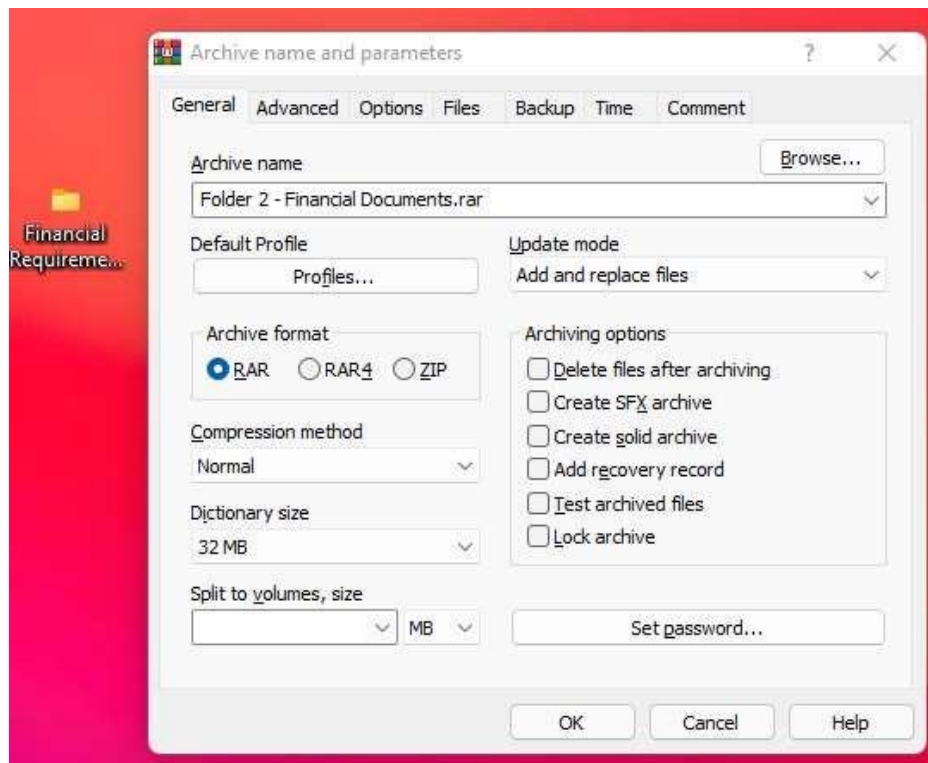 Archive name and parameters
?
General Advanced Options Files Backup Time Comment
Archive name
Browse...
Folder 2 - Financial Documents.rar
Financial
Requireme...
Default Profile
Profiles...
Update mode
Add and replace files
Archive format
RAR RAR4 ZIP
Compression method
Normal
Dictionary size
32 MB
Split to volumes, size
MB
Archiving options
Delete files after archiving
Create SFX archive
Create solid archive
Add recovery record
Test archived files
Lock archive
Set password...
OK Cancel Help